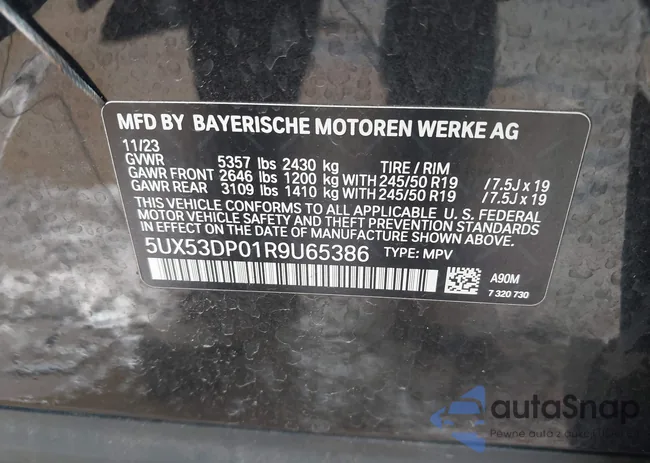 MFD BY BAYERISCHE MOTOREN WERKE AG
11/23
GVWR 5357 lbs 2430 kg TIRE / RIM
GAWR FRONT 2646 lbs 1200 kg WITH 245/50 R19 / 7.5J x 19
GAWR REAR 3109 lbs 1410 kg WITH 245/50 R19 / 7.5J x 19
THIS VEHICLE CONFORMS TO ALL APPLICABLE U. S. FEDERAL
MOTOR VEHICLE SAFETY AND THEFT PREVENTION STANDARDS
IN EFFECT ON THE DATE OF MANUFACTURE SHOWN ABOVE.
5UX53DP01R9U65386 TYPE: MPV
A90M
7 320 730
autoSnap
Pewne auto z